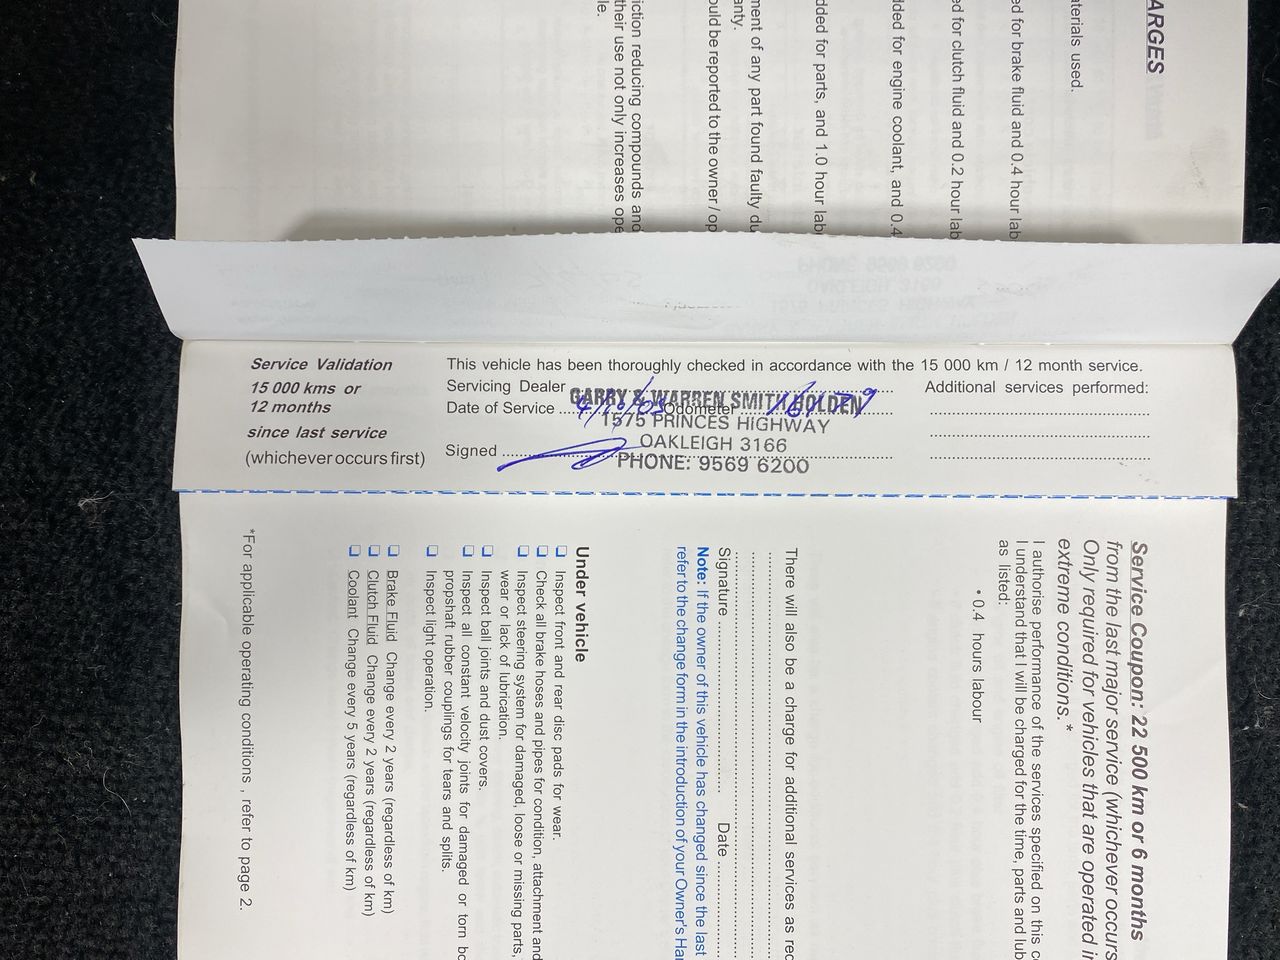 ARGES
terials used.
ed for brake fluid and 0.4 hour lab
ed for clutch fluid and 0.2 hour lab
ded for engine coolant, and 0.4
dded for parts, and 1.0 hour lab
ment of any part found faulty du
anty.
ould be reported to the owner / op
iction reducing compounds and
their use not only increases ope
le.
Service Validation
15 000 kms or
12 months
since last service
(whichever occurs first)
This vehicle has been thoroughly checked in accordance with the 15 000 km / 12 month service.
Servicing Dealer
Date of Service 4/10/03 Odometer
Signed
GARRY & WARREN SMITH HOLDEN
1575 PRINCES HIGHWAY
OAKLEIGH 3166
PHONE: 9569 6200
Additional services performed:
Service Coupon: 22 500 km or 6 months
from the last major service (whichever occurs
Only required for vehicles that are operated in
extreme conditions. *
I authorise performance of the services specified on this c
I understand that I will be charged for the time, parts and lub
as listed:
• 0.4 hours labour
There will also be a charge for additional services as rec
Signature Date
Note: If the owner of this vehicle has changed since the last
refer to the change form in the introduction of your Owner's Ha
Under vehicle
Inspect front and rear disc pads for wear.
Check all brake hoses and pipes for condition, attachment and
Inspect steering system for damaged, loose or missing parts,
wear or lack of lubrication.
Inspect ball joints and dust covers.
Inspect all constant velocity joints for damaged or torn bo
propshaft rubber couplings for tears and splits.
Inspect light operation.
Brake Fluid Change every 2 years (regardless of km)
Clutch Fluid Change every 2 years (regardless of km)
Coolant Change every 5 years (regardless of km)
*For applicable operating conditions , refer to page 2.